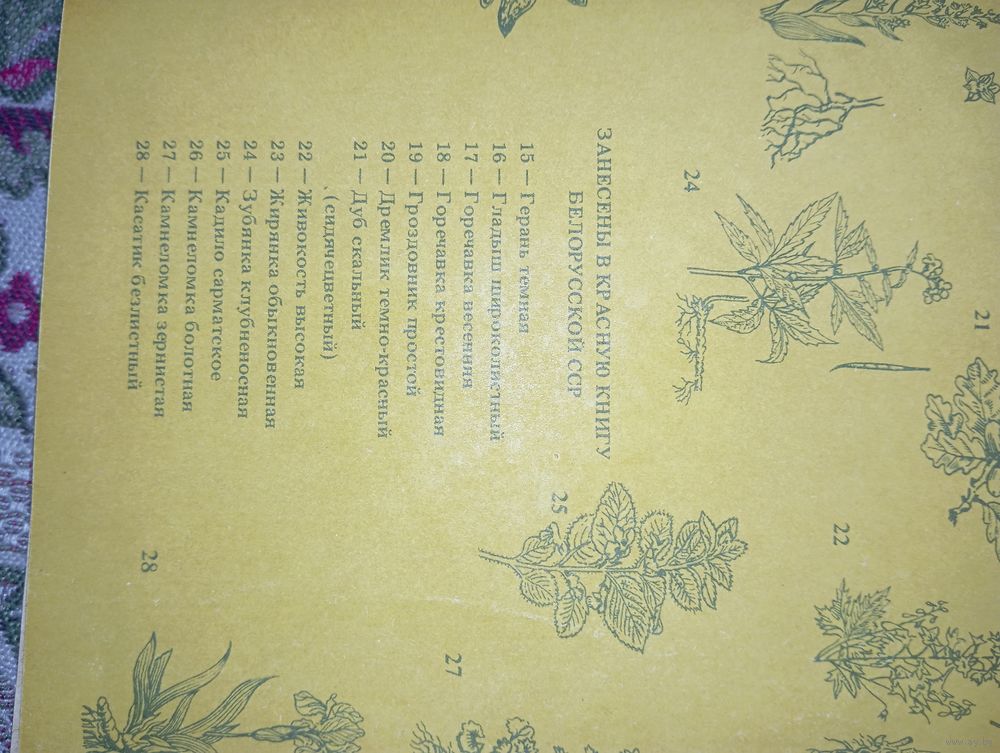 ЗАНЕСЕНЫ В КРАСНУЮ КНИГУ
БЕЛОРУССКОЙ ССР
15 — Герань темная
16 — Гладыш широколистный
17 — Горечавка весенняя
18 — Горечавка крестовидная
19 — Гроздовник простой
20 — Дремлик темно-красный
21 — Дуб скальный
(сидячецветный)
22 — Живокость высокая
23 — Жирянка обыкновенная
24 — Зубянка клубненосная
25 — Кадило сарматское
26 — Камнеломка болотная
27 — Камнеломка зернистая
28 — Касатик безлистный
21
24
22
25
27
28